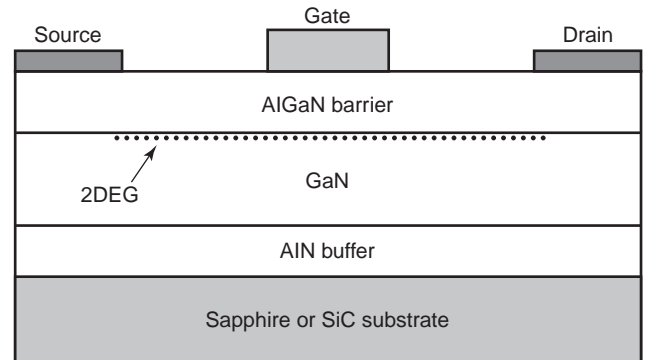 Gate
Source
Drain
AlGaN barrier
2DEG
GaN
AlN buffer
Sapphire or SiC substrate